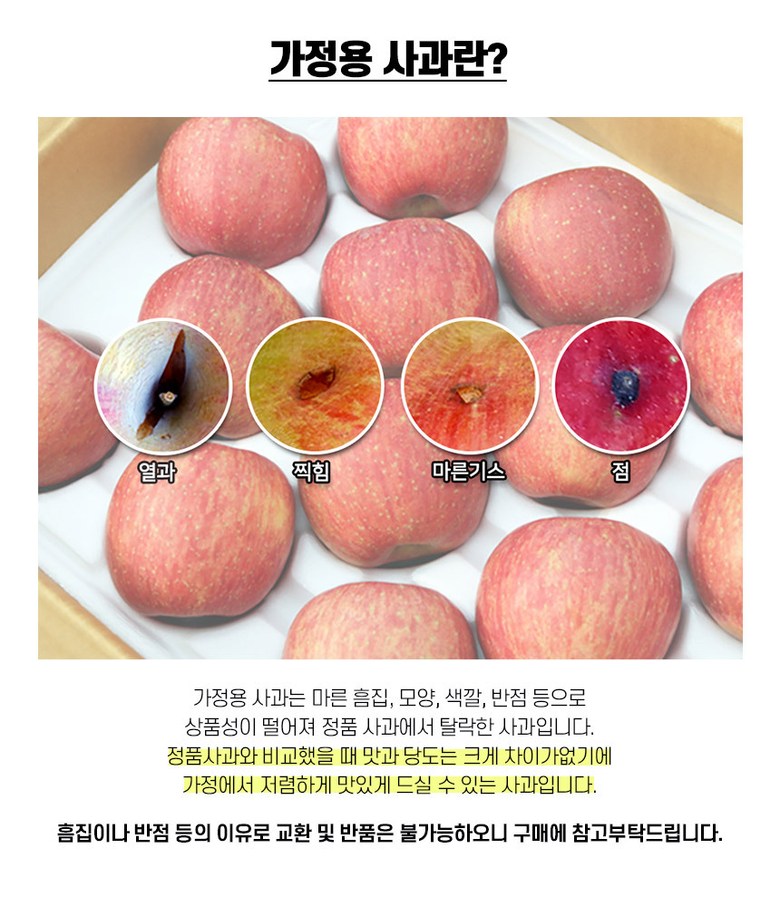 가정용 사과란?
열과
찍힘
마른기스
점
가정용 사과는 마른 흠집, 모양, 색깔, 반점 등으로
상품성이 떨어져 정품 사과에서 탈락한 사과입니다.
정품사과와 비교했을 때 맛과 당도는 크게 차이가없기에
가정에서 저렴하게 맛있게 드실 수 있는 사과입니다.
흠집이나 반점 등의 이유로 교환 및 반품은 불가능하오니 구매에 참고부탁드립니다.